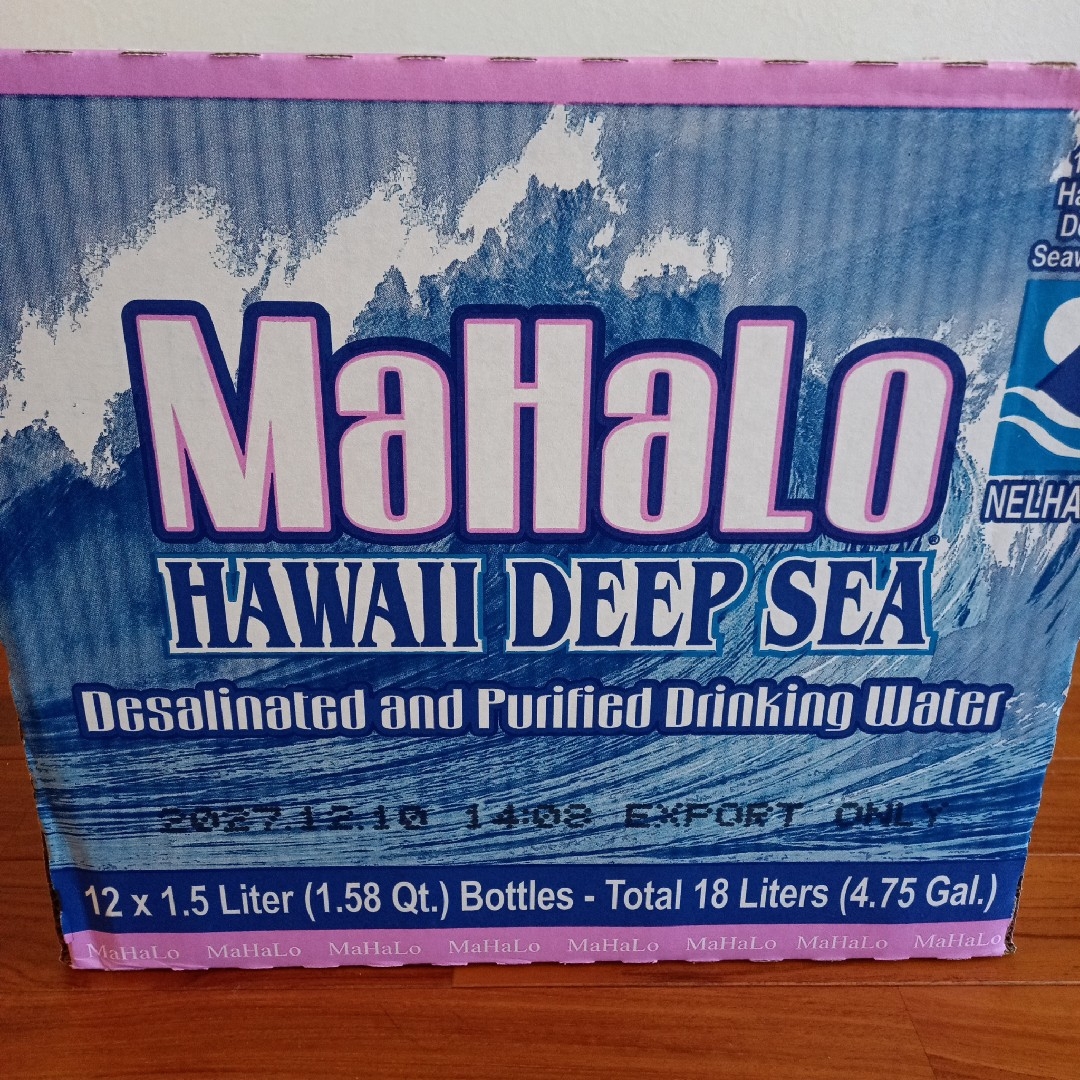 MaHaLo®
HAWAII DEEP SEA
Desalinated and Purified Drinking Water
2027.12.10 14:08 EXPORT ONLY
12 x 1.5 Liter (1.58 Qt.) Bottles - Total 18 Liters (4.75 Gal.)
MaHaLo MaHaLo MaHaLo MaHaLo MaHaLo MaHaLo MaHaLo MaHaLo
NELHA